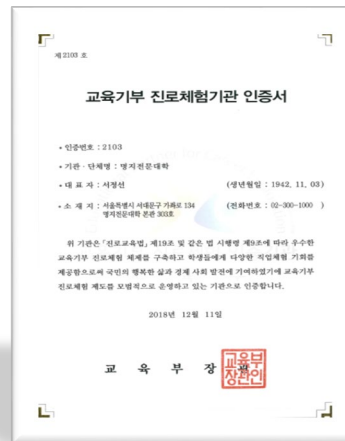 제 2103 호
교육기부 진로체험기관 인증서
• 인증번호 : 2103
• 기관 · 단체명 : 명지전문대학
• 대 표 자 : 서정선 (생년월일 : 1942. 11. 03)
• 소 재 지 : 서울특별시 서대문구 가좌로 134 (전화번호 : 02-300-1000 )
명지전문대학 본관 303호
위 기관은 「진로교육법」 제19조 및 같은 법 시행령 제9조에 따라 우수한
교육기부 진로체험 체제를 구축하고 학생들에게 다양한 직업체험 기회를
제공함으로써 국민의 행복한 삶과 경제 사회 발전에 기여하였기에 교육기부
진로체험 제도를 모범적으로 운영하고 있는 기관으로 인증합니다.
2018년 12월 11일
교 육 부 장 관
교육부
장관인